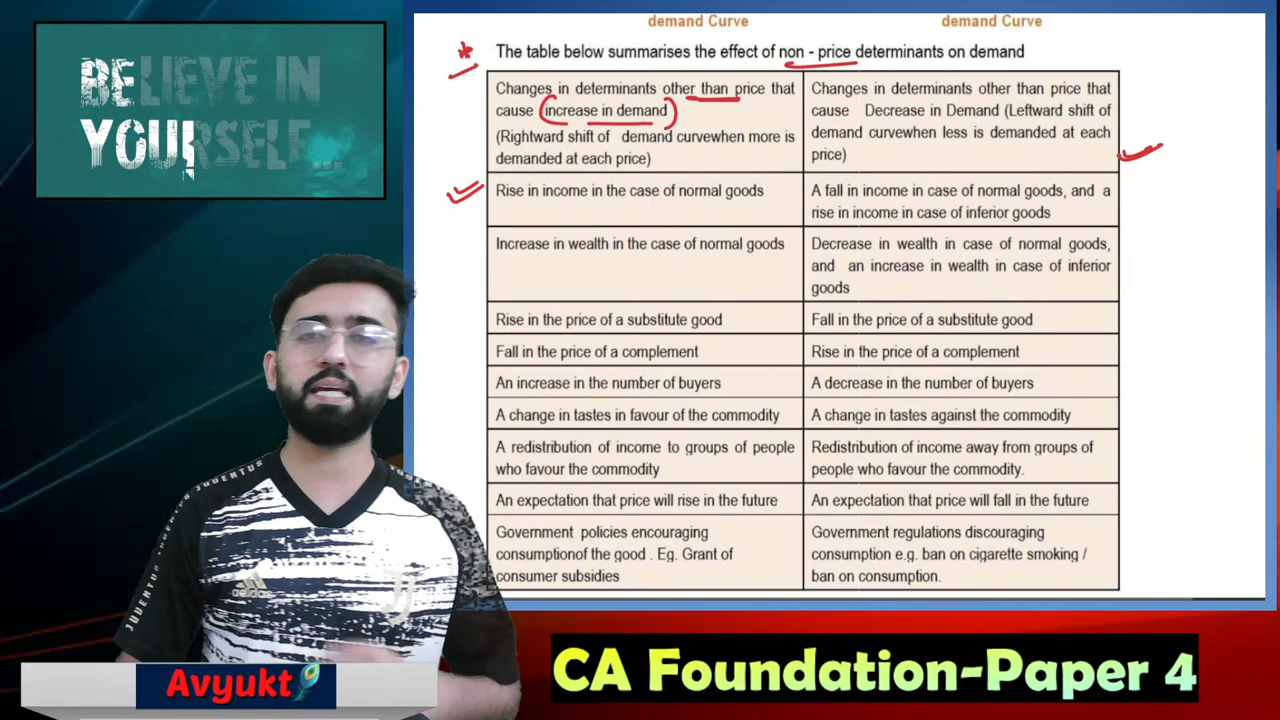 BELIEVE IN
YOURSELF...
demand Curve
demand Curve
* The table below summarises the effect of non - price determinants on demand
Changes in determinants other than price that
cause increase in demand
(Rightward shift of demand curvewhen more is
demanded at each price)
Changes in determinants other than price that
cause Decrease in Demand (Leftward shift of
demand curvewhen less is demanded at each
price)
Rise in income in the case of normal goods
A fall in income in case of normal goods, and a
rise in income in case of inferior goods
Increase in wealth in the case of normal goods
Decrease in wealth in case of normal goods,
and an increase in wealth in case of inferior
goods
Rise in the price of a substitute good
Fall in the price of a substitute good
Fall in the price of a complement
Rise in the price of a complement
An increase in the number of buyers
A decrease in the number of buyers
A change in tastes in favour of the commodity
A change in tastes against the commodity
A redistribution of income to groups of people
who favour the commodity
Redistribution of income away from groups of
people who favour the commodity.
An expectation that price will rise in the future
An expectation that price will fall in the future
Government policies encouraging
consumptionof the good . Eg. Grant of
consumer subsidies
Government regulations discouraging
consumption e.g. ban on cigarette smoking /
ban on consumption.
JUVENTUS
JUVENTUS
adidas
Avyukt
CA Foundation-Paper 4